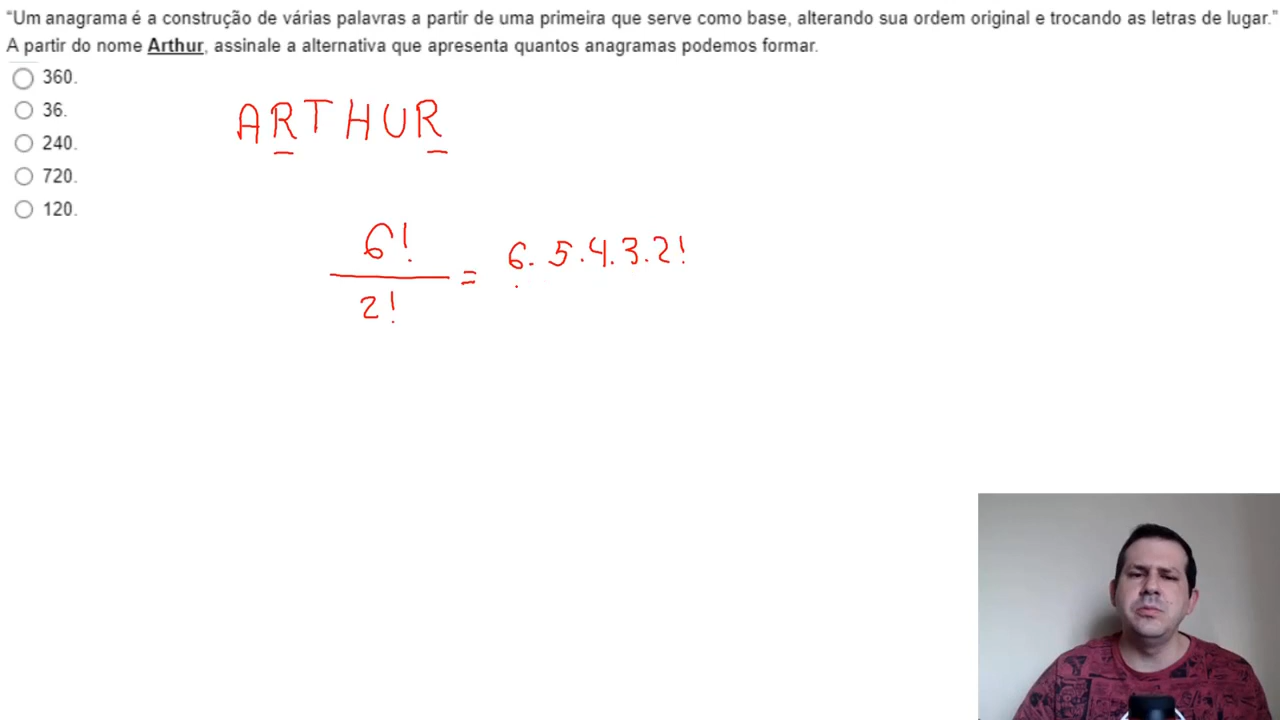 “Um anagrama é a construção de várias palavras a partir de uma primeira que serve como base, alterando sua ordem original e trocando as letras de lugar.”
A partir do nome Arthur, assinale a alternativa que apresenta quantos anagramas podemos formar.
360.
36.
240.
720.
120.
ARTHUR
6!
2!
= 6. 5.4.3.2!